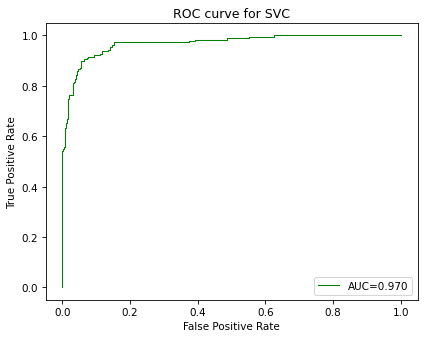 ROC curve for SVC
True Positive Rate
1.0
0.8
0.6
0.4
0.2
0.0
AUC=0.970
0.0 0.2 0.4 0.6 0.8 1.0
False Positive Rate